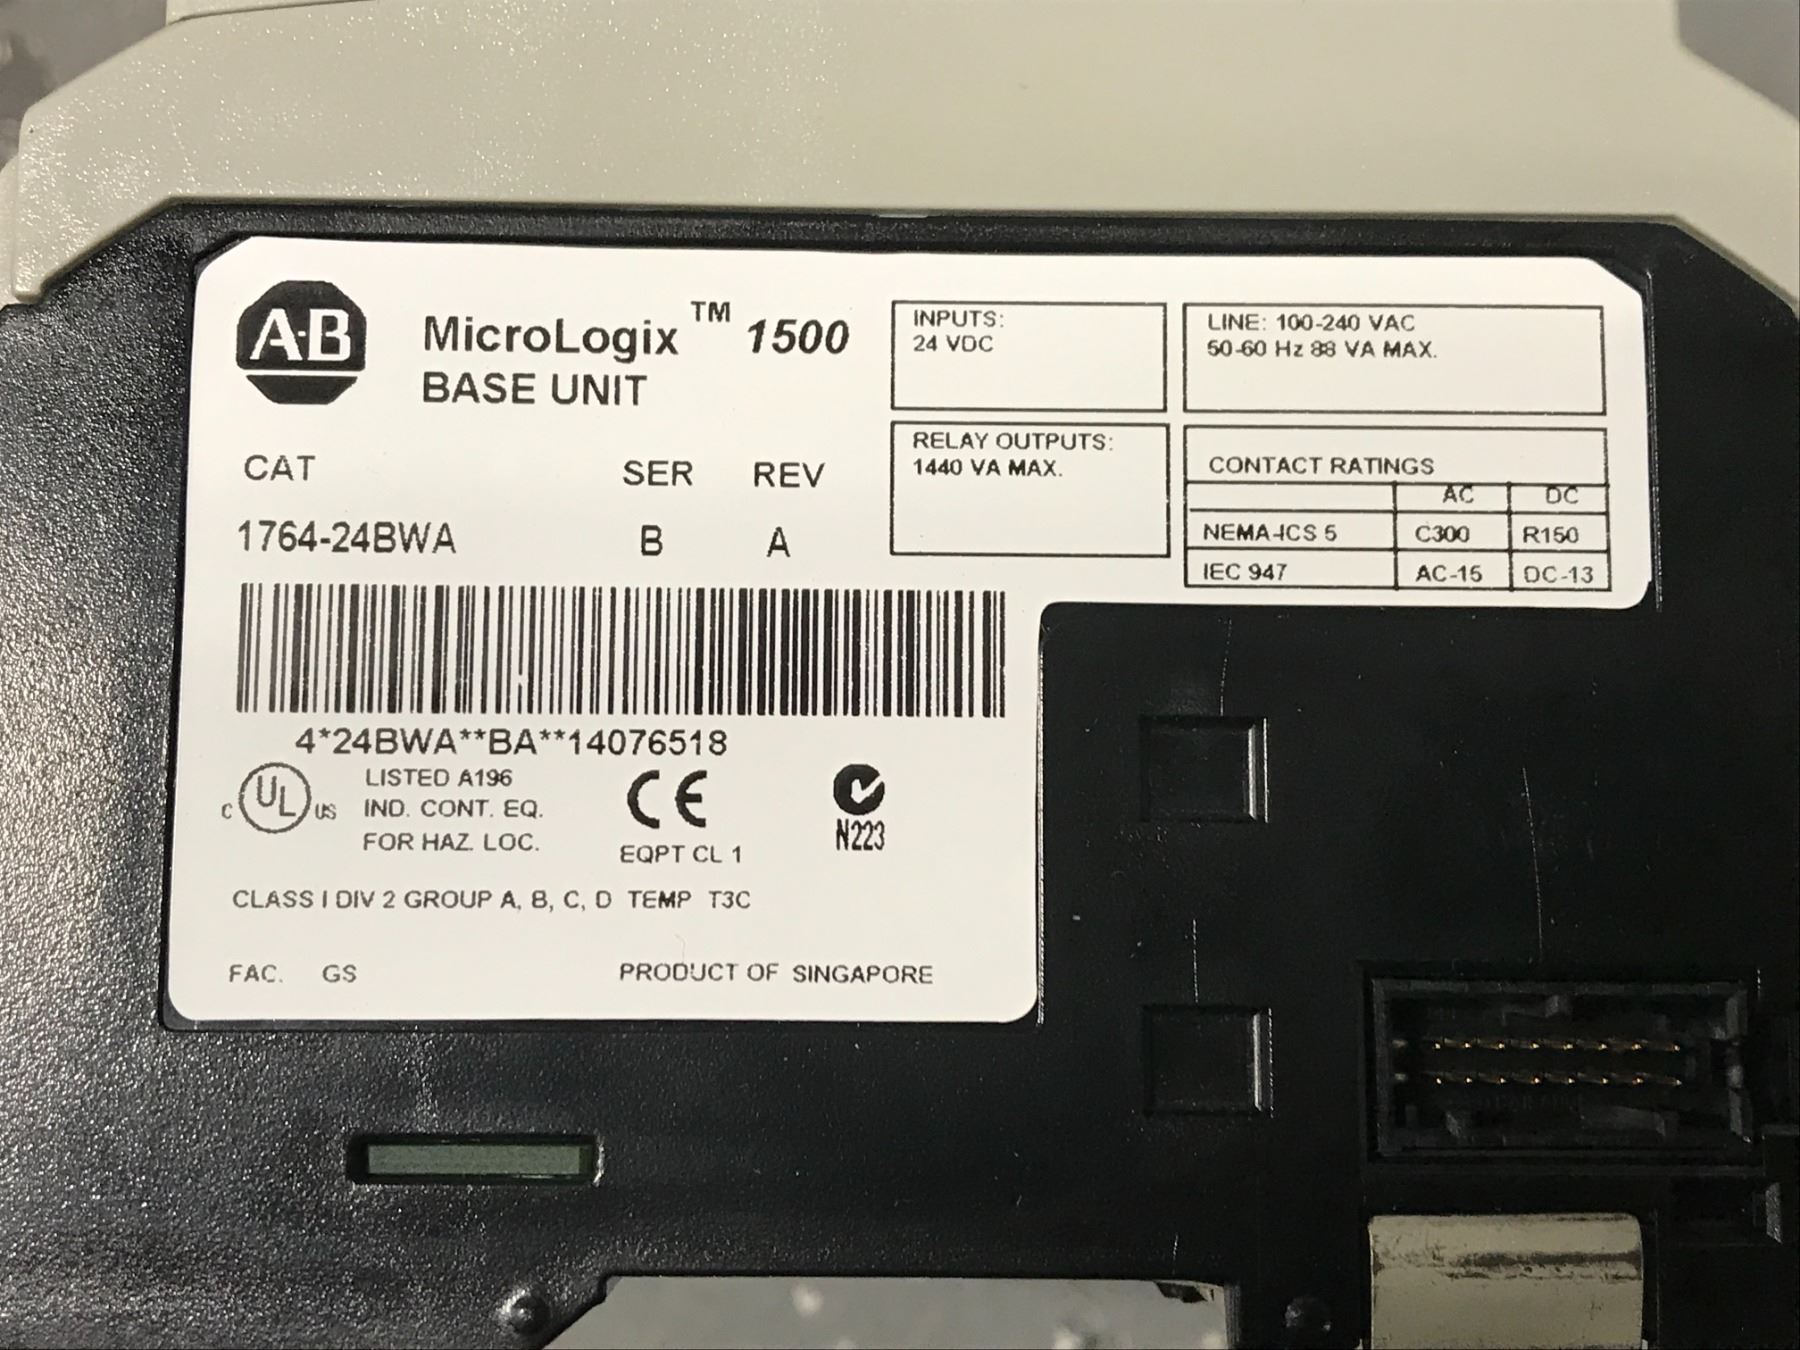 A-B
MicroLogix™ 1500
BASE UNIT
CAT SER REV
1764-24BWA B A
4*24BWA**BA**14076518
C UL US
LISTED A196
IND. CONT. EQ.
FOR HAZ. LOC.
CE
EQPT CL 1
N223
CLASS I DIV 2 GROUP A, B, C, D TEMP T3C
FAC. GS PRODUCT OF SINGAPORE
INPUTS:
24 VDC
LINE: 100-240 VAC
50-60 Hz 88 VA MAX.
RELAY OUTPUTS:
1440 VA MAX.
CONTACT RATINGS
AC DC
NEMA-ICS 5 C300 R150
IEC 947 AC-15 DC-13